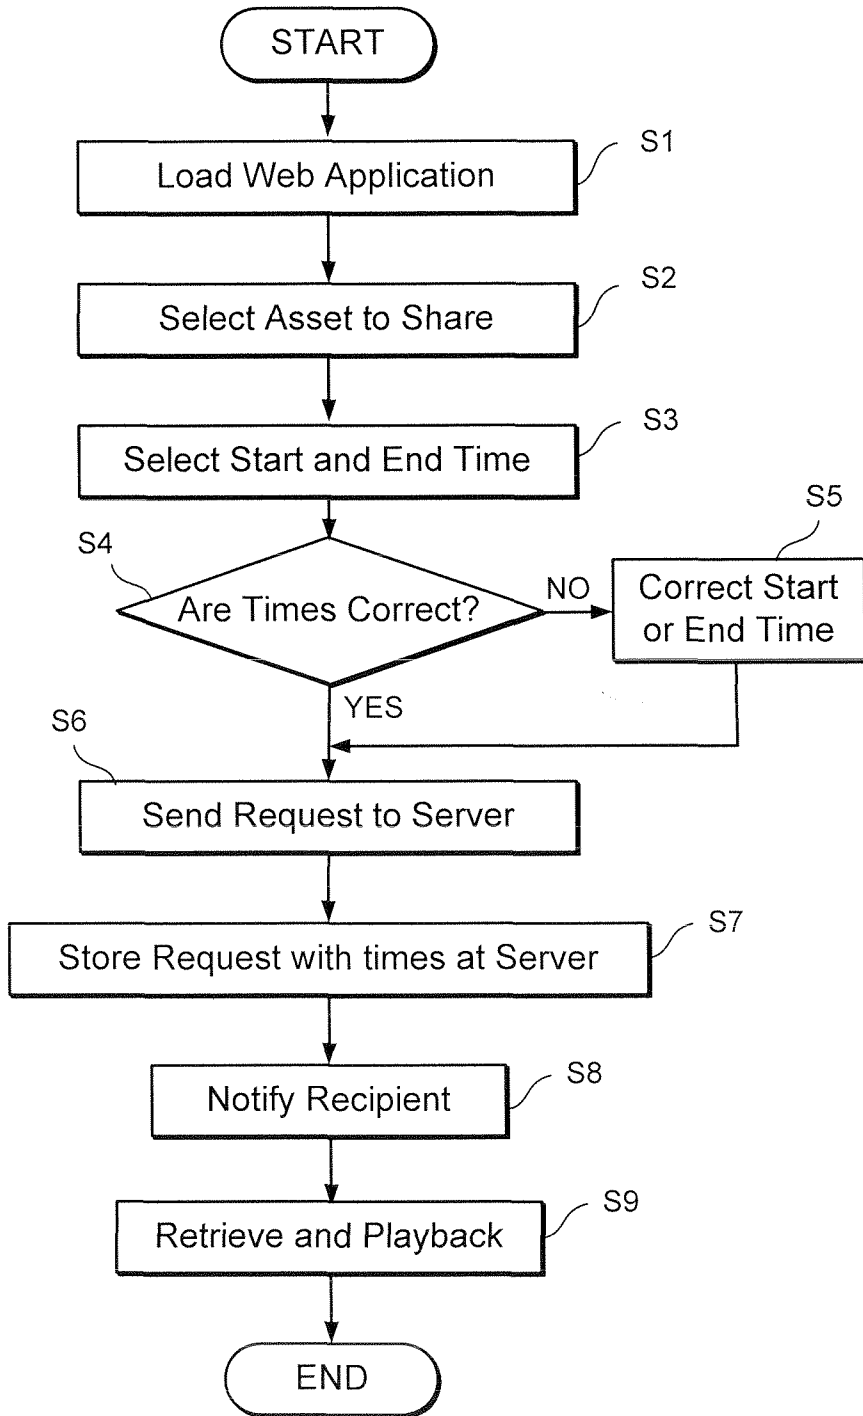 START
S1
Load Web Application
S2
Select Asset to Share
S3
Select Start and End Time
S4
Are Times Correct?
NO
S5
Correct Start
or End Time
YES
S6
Send Request to Server
S7
Store Request with times at Server
S8
Notify Recipient
S9
Retrieve and Playback
END